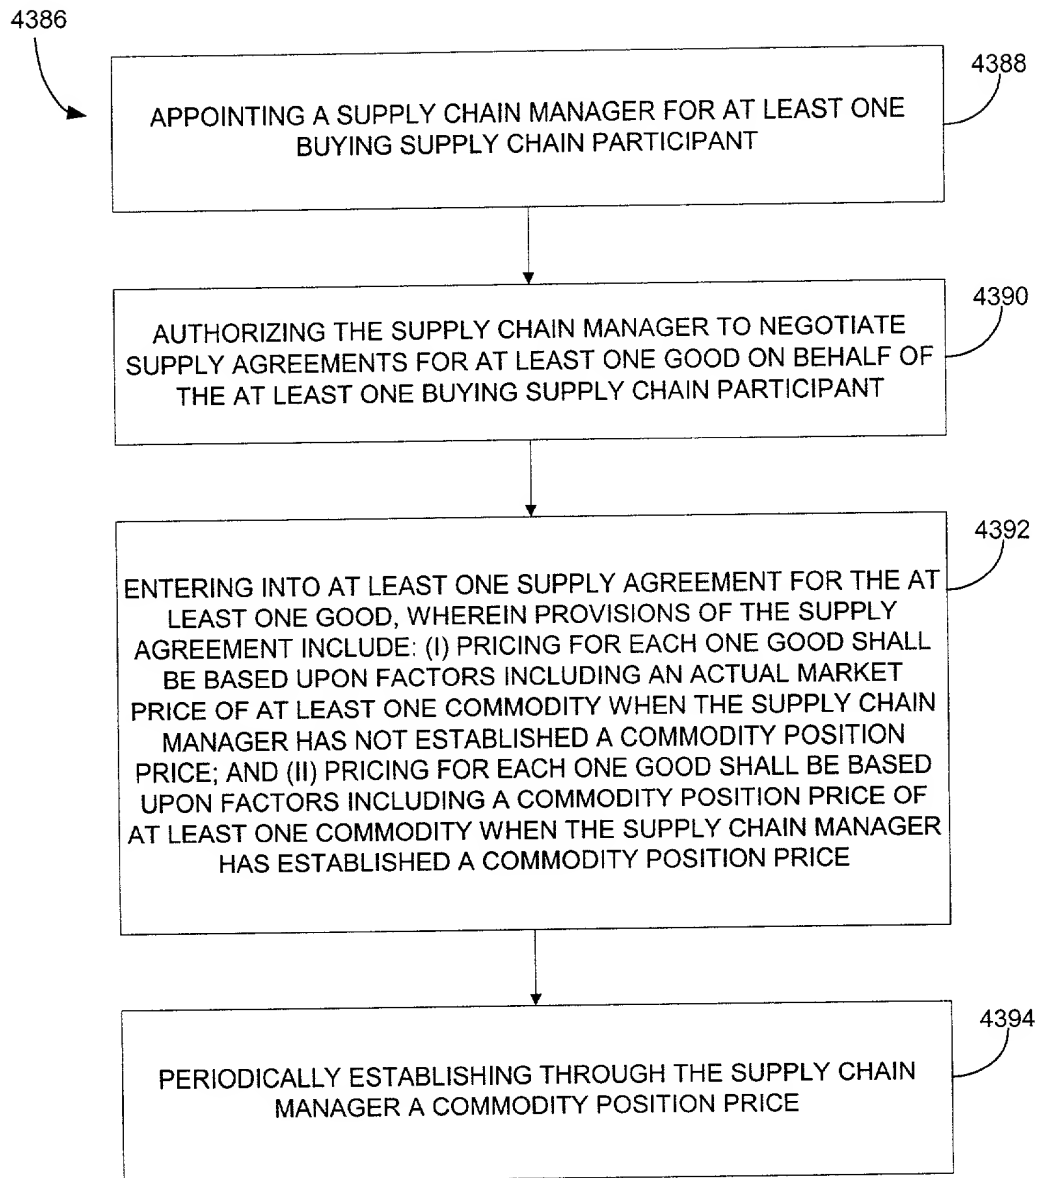 4386
4388
APPOINTING A SUPPLY CHAIN MANAGER FOR AT LEAST ONE
BUYING SUPPLY CHAIN PARTICIPANT
4390
AUTHORIZING THE SUPPLY CHAIN MANAGER TO NEGOTIATE
SUPPLY AGREEMENTS FOR AT LEAST ONE GOOD ON BEHALF OF
THE AT LEAST ONE BUYING SUPPLY CHAIN PARTICIPANT
4392
ENTERING INTO AT LEAST ONE SUPPLY AGREEMENT FOR THE AT
LEAST ONE GOOD, WHEREIN PROVISIONS OF THE SUPPLY
AGREEMENT INCLUDE: (I) PRICING FOR EACH ONE GOOD SHALL
BE BASED UPON FACTORS INCLUDING AN ACTUAL MARKET
PRICE OF AT LEAST ONE COMMODITY WHEN THE SUPPLY CHAIN
MANAGER HAS NOT ESTABLISHED A COMMODITY POSITION
PRICE; AND (II) PRICING FOR EACH ONE GOOD SHALL BE BASED
UPON FACTORS INCLUDING A COMMODITY POSITION PRICE OF
AT LEAST ONE COMMODITY WHEN THE SUPPLY CHAIN MANAGER
HAS ESTABLISHED A COMMODITY POSITION PRICE
4394
PERIODICALLY ESTABLISHING THROUGH THE SUPPLY CHAIN
MANAGER A COMMODITY POSITION PRICE